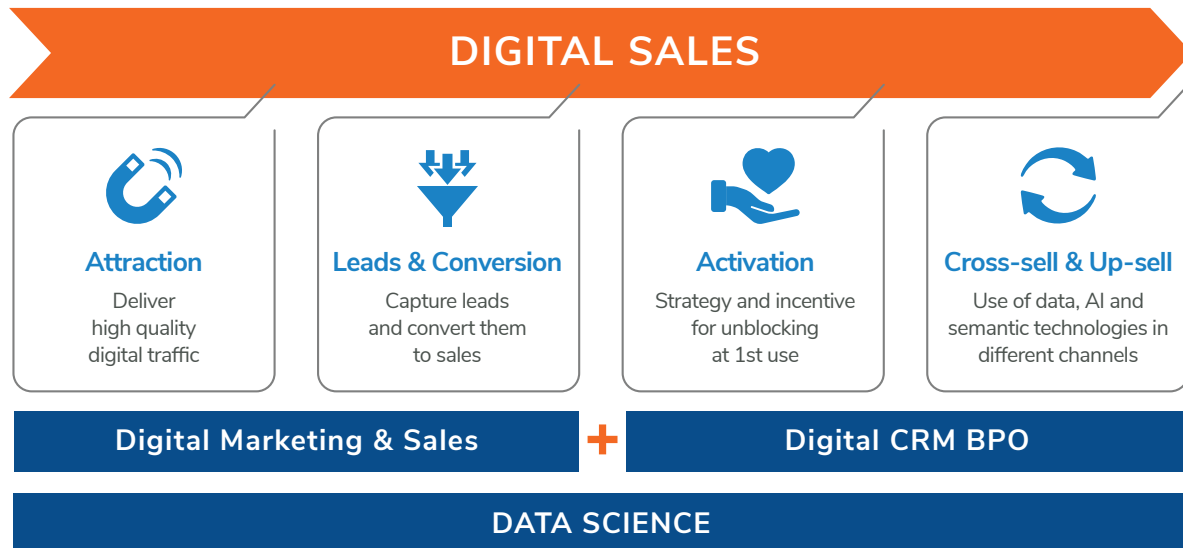 DIGITAL SALES
Attraction
Deliver
high quality
digital traffic
Leads & Conversion
Capture leads
and convert them
to sales
Activation
Strategy and incentive
for unblocking
at 1st use
Cross-sell & Up-sell
Use of data, AI and
semantic technologies in
different channels
Digital Marketing & Sales
+
Digital CRM BPO
DATA SCIENCE